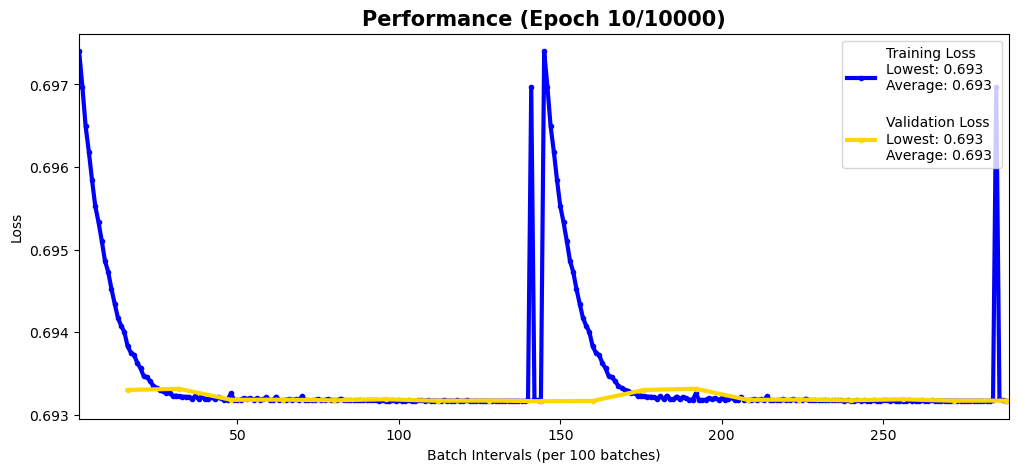 Performance (Epoch 10/10000)
Training Loss
Lowest: 0.693
Average: 0.693
Validation Loss
Lowest: 0.693
Average: 0.693
0.697
0.696
0.695
0.694
0.693
Loss
50
100
150
200
250
Batch Intervals (per 100 batches)